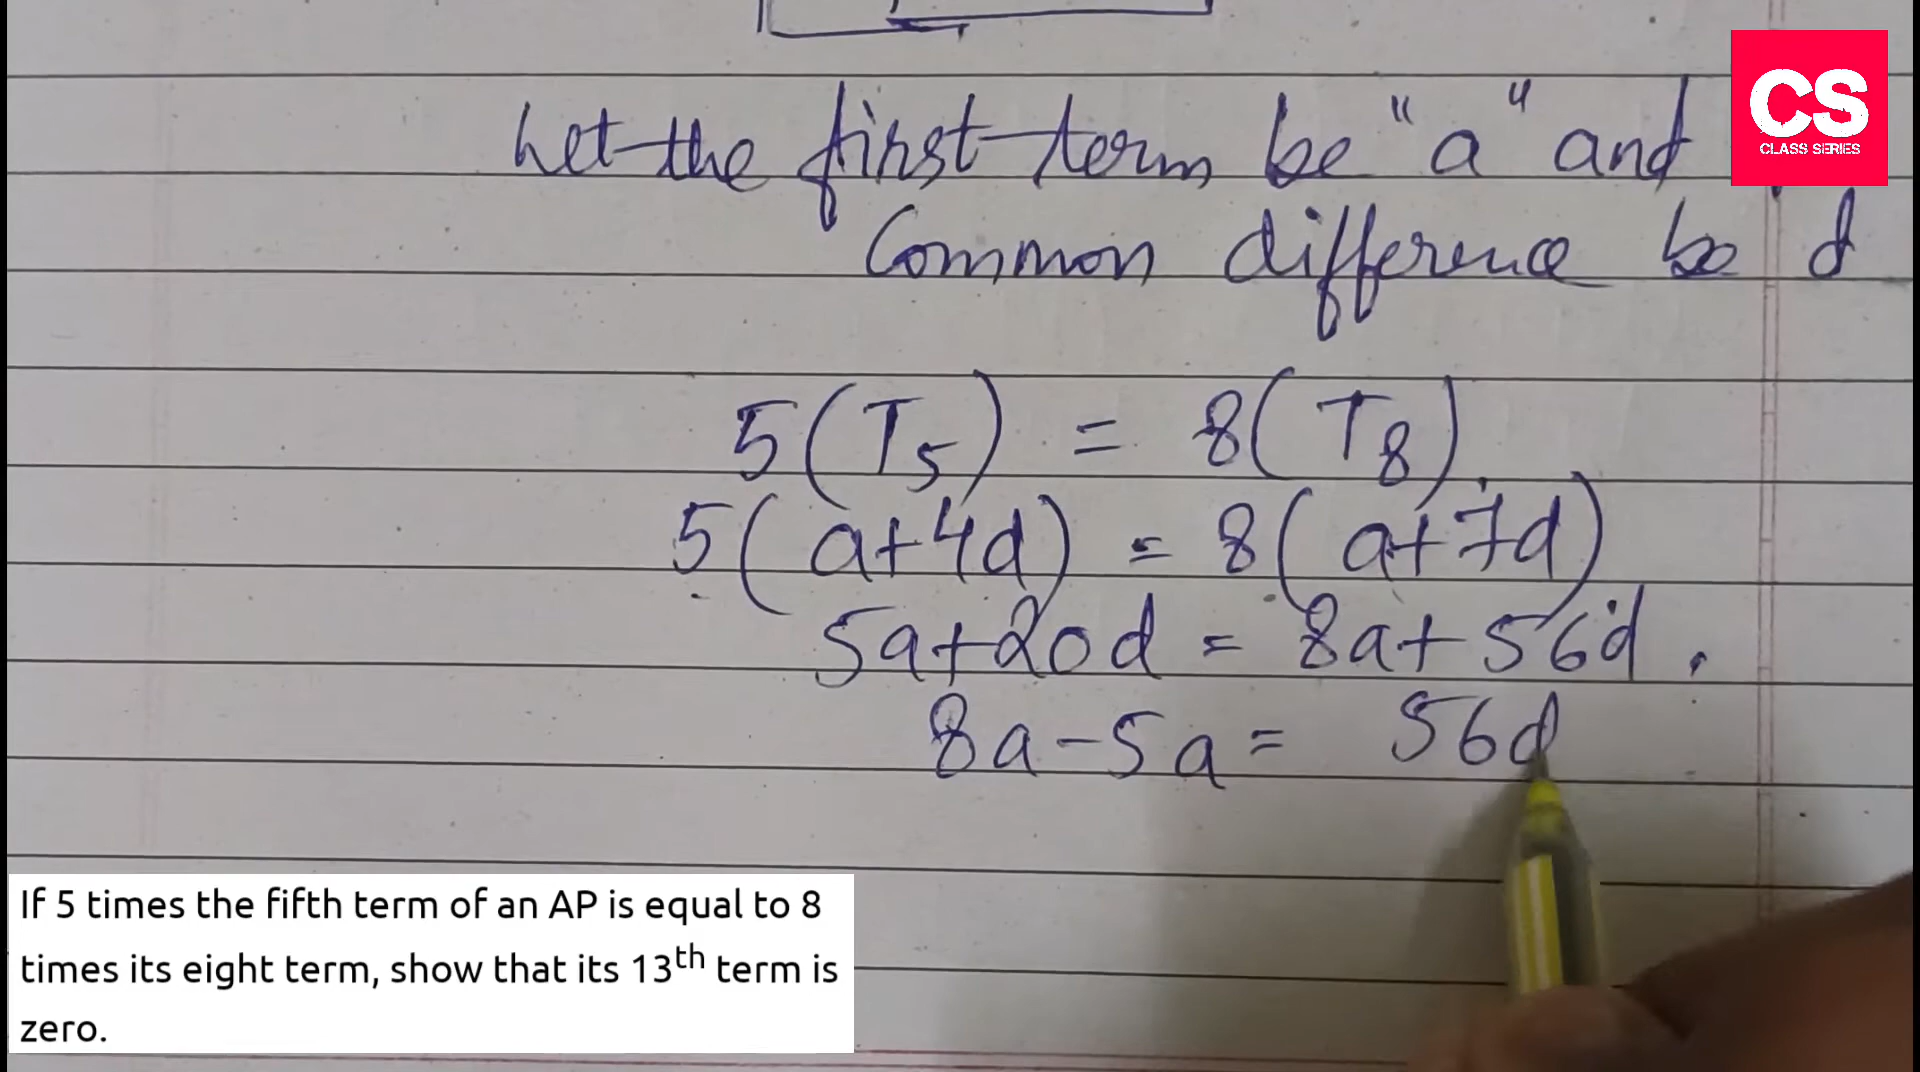 CS
CLASS SERIES
Let the first term be "a" and
Common difference be d
5(T₅) = 8(T₈)
5(a+4d) = 8(a+7d)
5a+20d = 8a+56d.
8a-5a = 56d
If 5 times the fifth term of an AP is equal to 8
times its eight term, show that its 13th term is
zero.